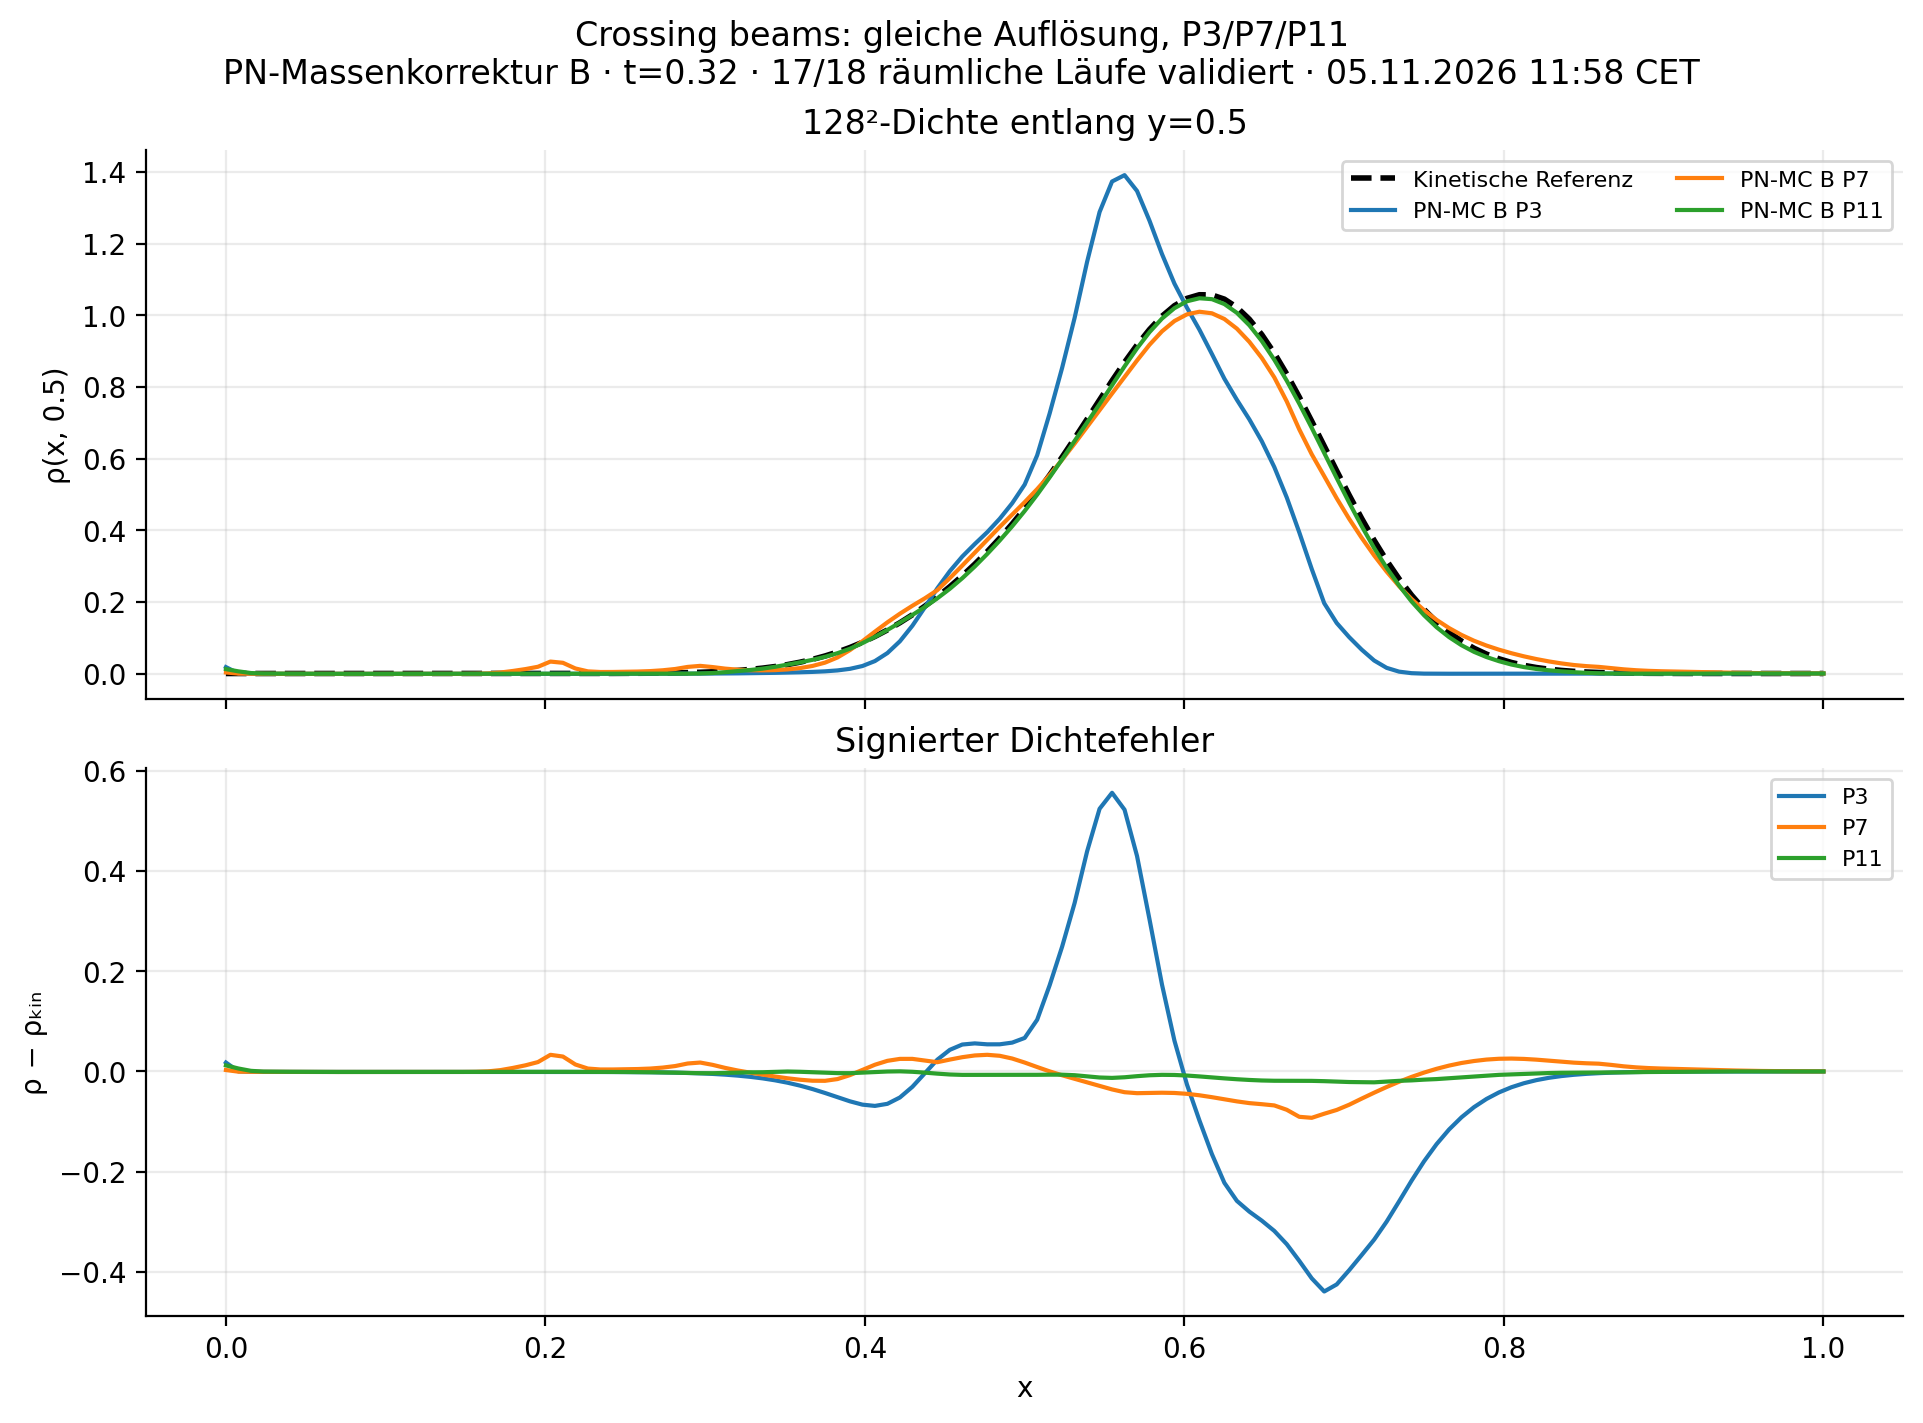 Crossing beams: gleiche Auflösung, P3/P7/P11
PN-Massenkorrektur B · t=0.32 · 17/18 räumliche Läufe validiert · 05.11.2026 11:58 CET
128²-Dichte entlang y=0.5
Kinetische Referenz
PN-MC B P3
PN-MC B P7
PN-MC B P11
ρ(x, 0.5)
1.4
1.2
1.0
0.8
0.6
0.4
0.2
0.0
Signierter Dichtefehler
P3
P7
P11
ρ − ρₖᵢₙ
0.6
0.4
0.2
0.0
−0.2
−0.4
0.0
0.2
0.4
0.6
0.8
1.0
x